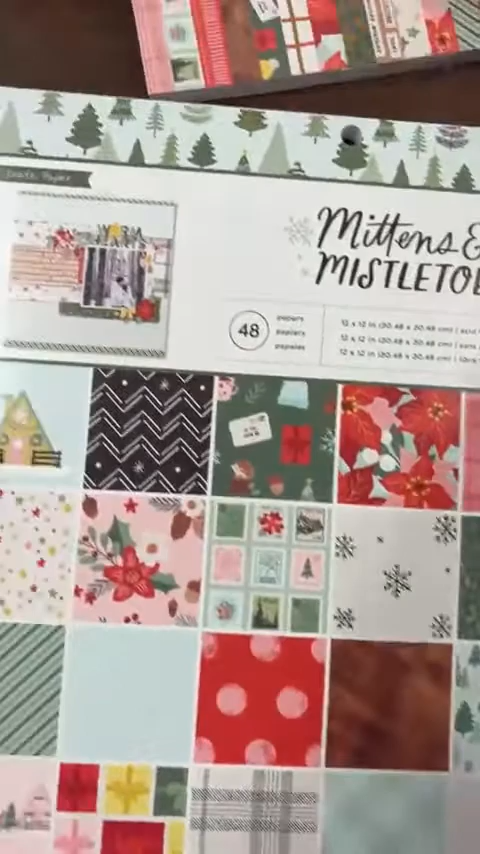 Mittens &
MISTLETOE
48
papers
papiers
papeles
12 x 12 in (30.48 x 30.48 cm) |
12 x 12 in (30.48 x 30.48 cm) |
12 x 12 in (30.48 x 30.48 cm) |